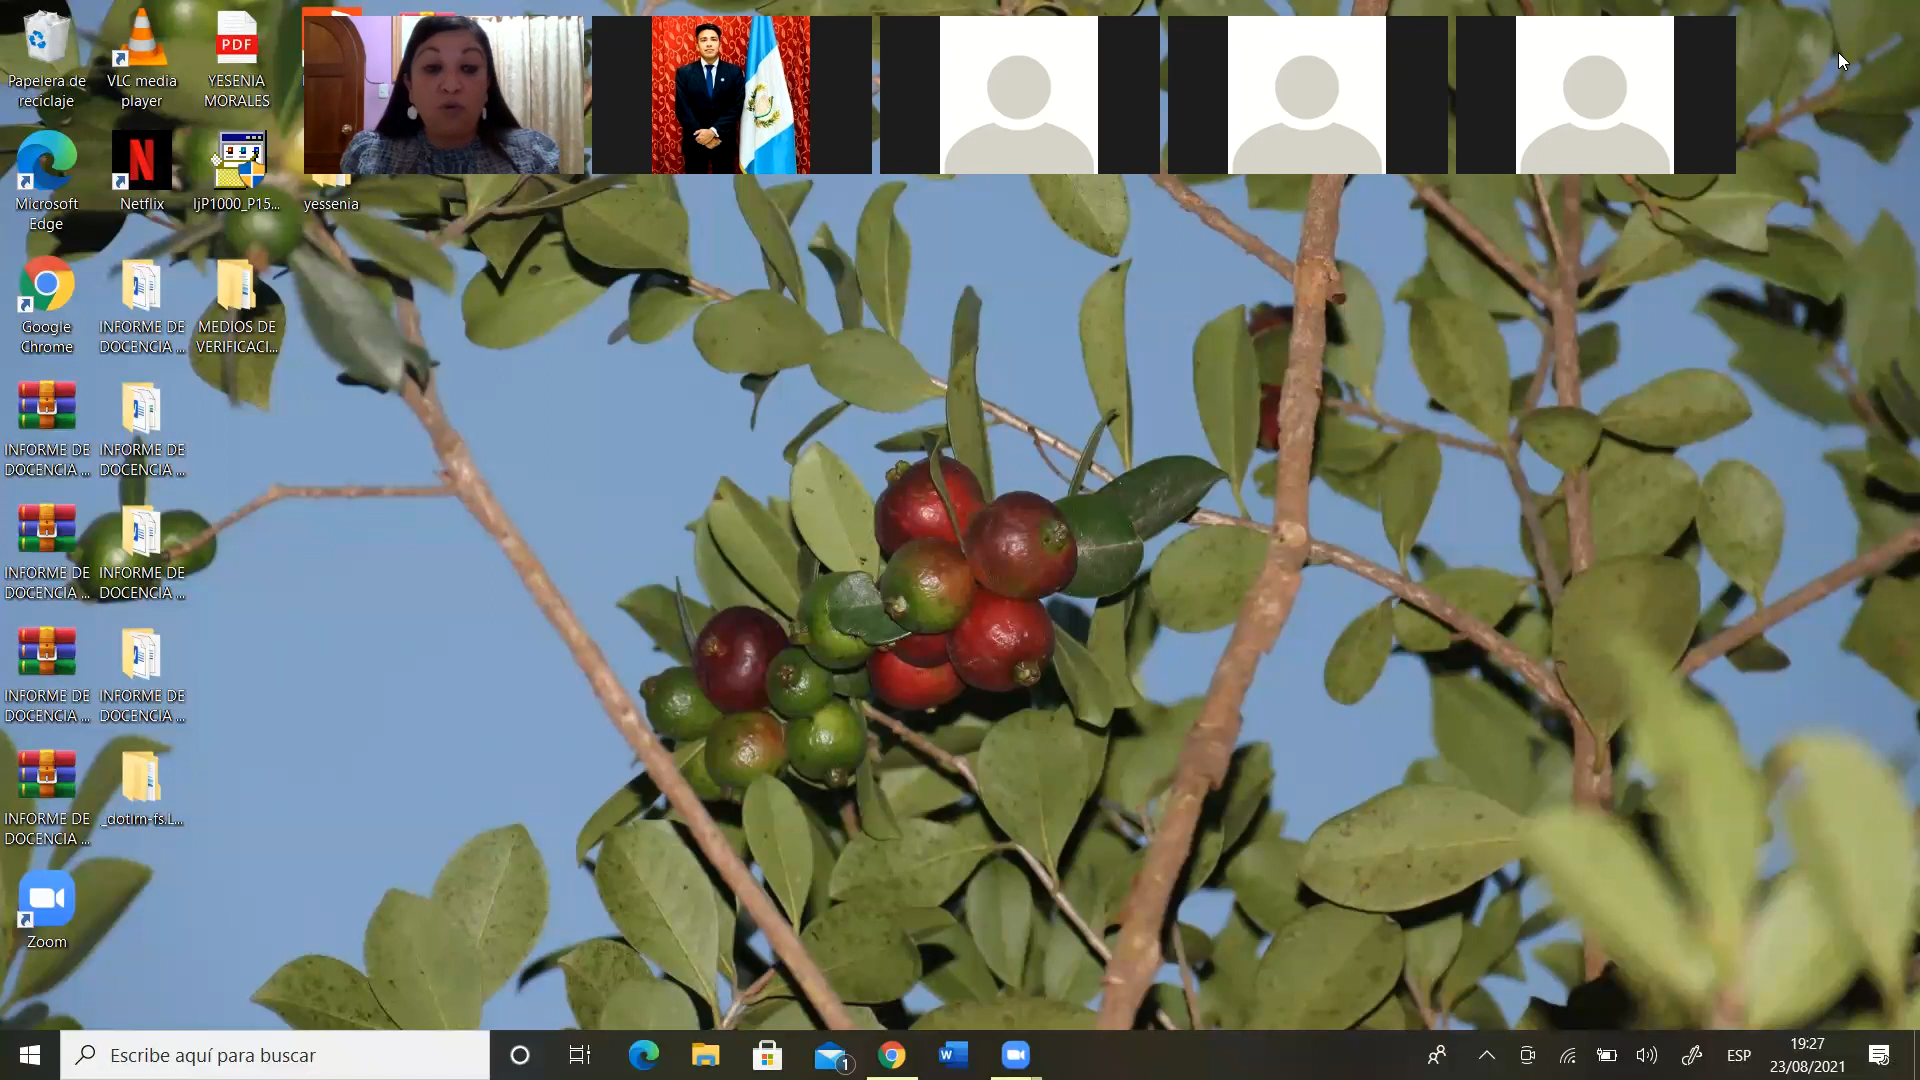 Papelera de
reciclaje
VLC media
player
YESENIA
MORALES
PDF
Microsoft
Edge
Netflix
N
ljP1000_P15...
yessenia
Google
Chrome
INFORME DE
DOCENCIA ...
MEDIOS DE
VERIFICACI...
INFORME DE
DOCENCIA ...
INFORME DE
DOCENCIA ...
INFORME DE
DOCENCIA ...
INFORME DE
DOCENCIA ...
INFORME DE
DOCENCIA ...
INFORME DE
DOCENCIA ...
INFORME DE
DOCENCIA ...
_dotlrn-fs.L...
Zoom
Escribe aquí para buscar
1
W
ESP
19:27
23/08/2021